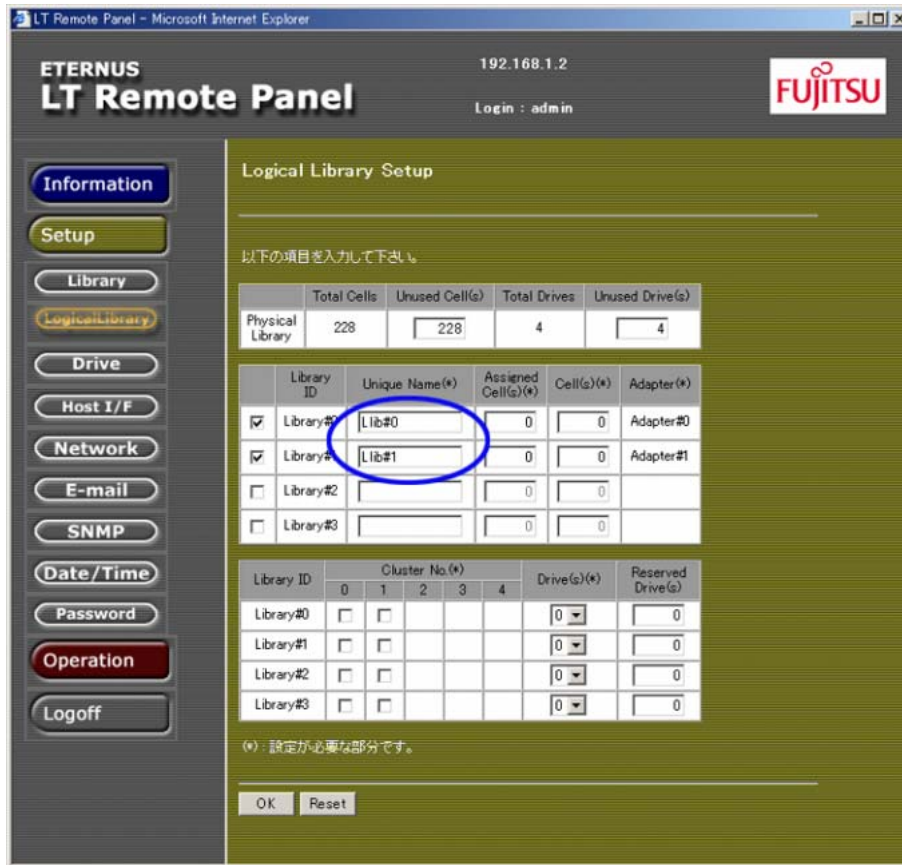 LT Remote Panel - Microsoft Internet Explorer
ETERNUS
LT Remote Panel
192.168.1.2
Login : admin
FUJITSU
Information
Setup
Library
LogicalLibrary
Drive
Host I/F
Network
E-mail
SNMP
Date/Time
Password
Operation
Logoff
Logical Library Setup
以下の項目を入力して下さい。
Total Cells Unused Cell(s) Total Drives Unused Drive(s)
Physical Library 228 228 4 4
Library ID Unique Name(*) Assigned Cell(s)(*) Cell(s)(*) Adapter(*)
Library#0 Llib#0 0 0 Adapter#0
Library#1 Llib#1 0 0 Adapter#1
Library#2 0 0
Library#3 0 0
Library ID Cluster No.(*) Drive(s)(*) Reserved Drive(s)
0 1 2 3 4
Library#0 0 0
Library#1 0 0
Library#2 0 0
Library#3 0 0
(*) : 設定が必要な部分です。
OK Reset